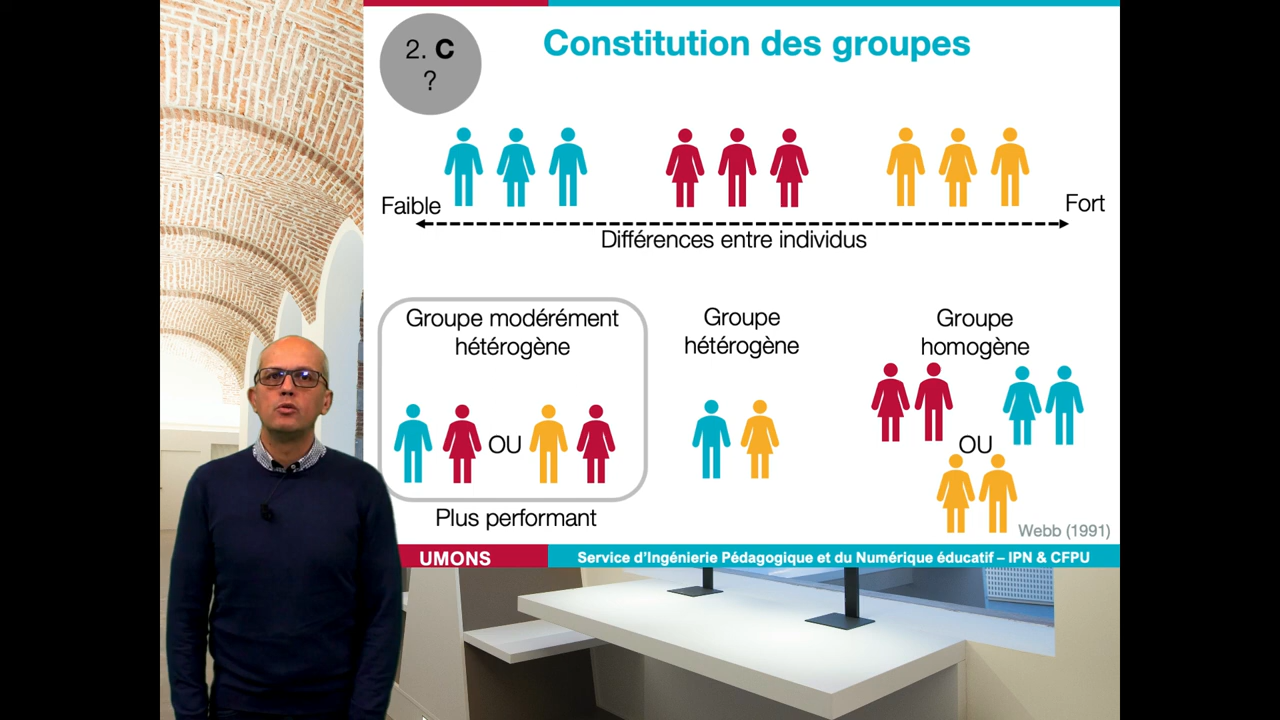 2. C
?
Constitution des groupes
Faible
Fort
Différences entre individus
Groupe modérément
hétérogène
OU
Plus performant
Groupe
hétérogène
Groupe
homogène
OU
Webb (1991)
UMONS
Service d'Ingénierie Pédagogique et du Numérique éducatif – IPN & CFPU